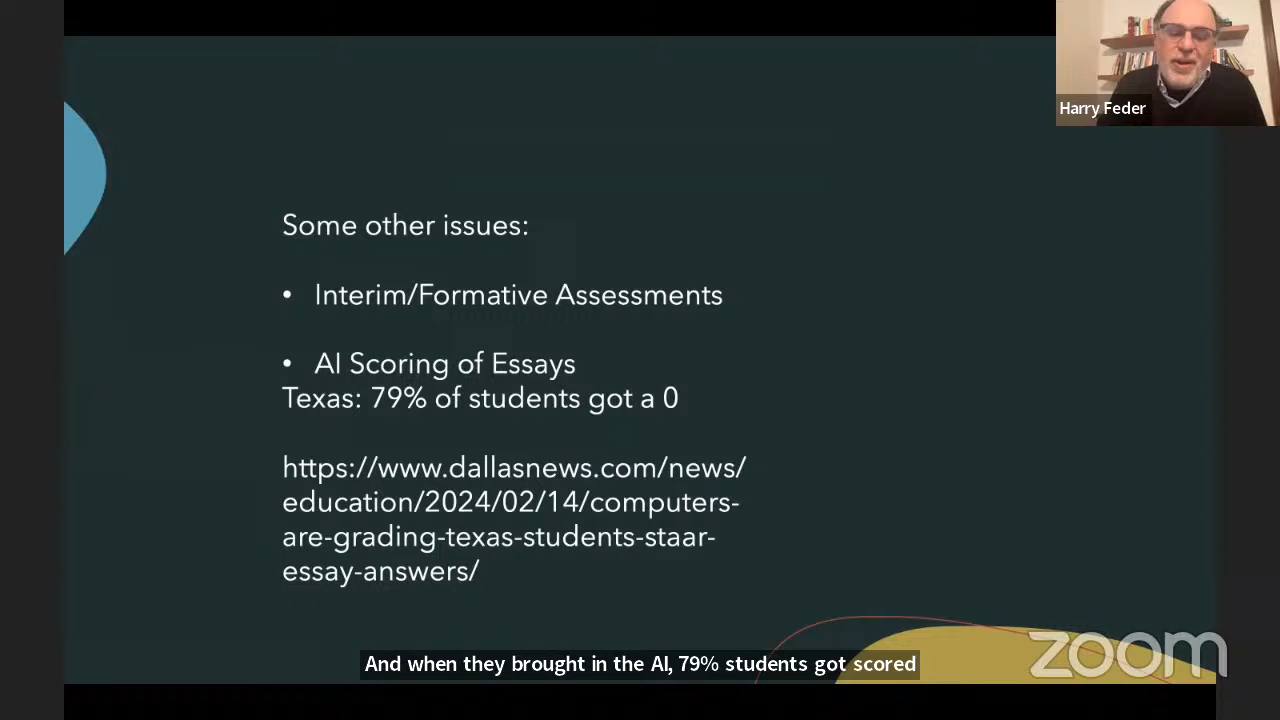 Harry Feder
Some other issues:
• Interim/Formative Assessments
• AI Scoring of Essays
Texas: 79% of students got a 0
https://www.dallasnews.com/news/
education/2024/02/14/computers-
are-grading-texas-students-staar-
essay-answers/
And when they brought in the AI, 79% students got scored
zoom